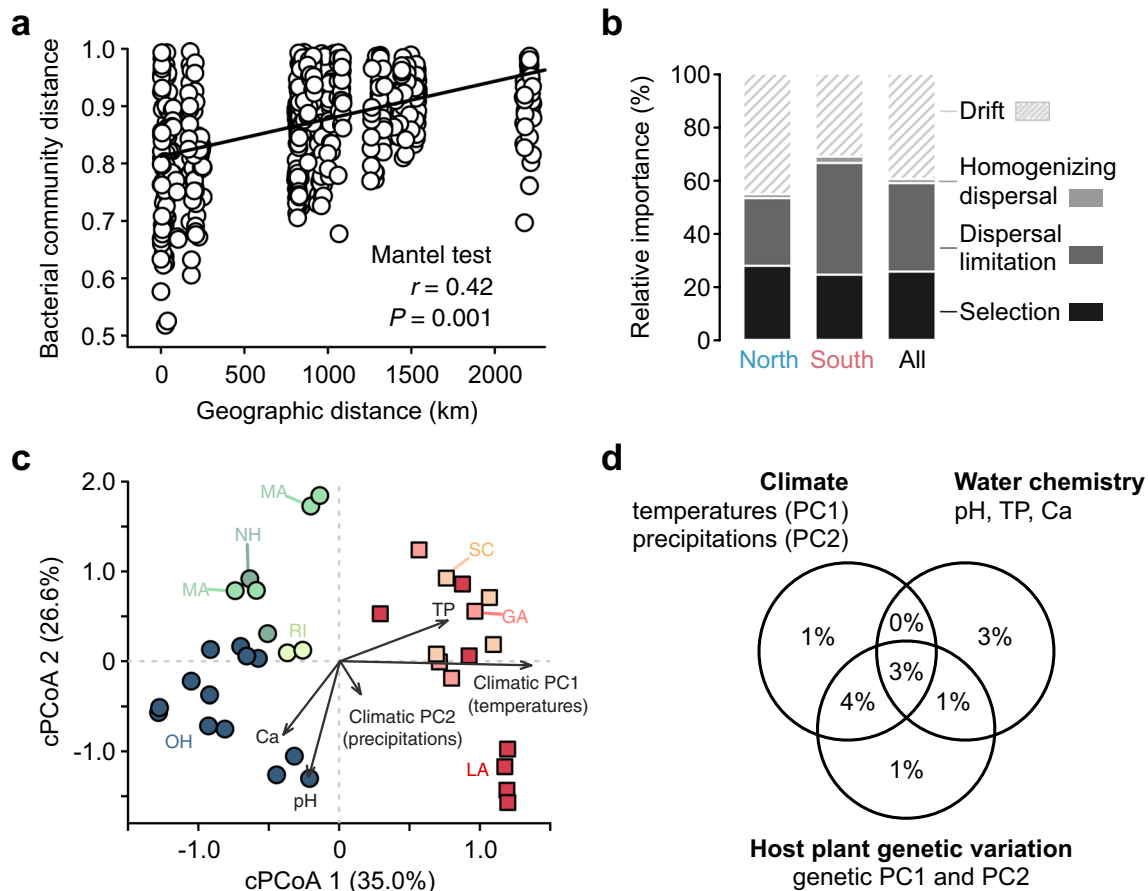 a
Bacterial community distance
1.0
0.9
0.8
0.7
0.6
0.5
Mantel test
r = 0.42
P = 0.001
0
500
1000
1500
2000
Geographic distance (km)
b
Relative importance (%)
100
80
60
40
20
0
North
South
All
Drift
Homogenizing
dispersal
Dispersal
limitation
Selection
c
cPCoA 2 (26.6%)
2.0
1.0
0
-1.0
MA
NH
MA
RI
OH
SC
TP
GA
Climatic PC1
(temperatures)
Climatic PC2
(precipitations)
Ca
pH
LA
-1.0
0
1.0
cPCoA 1 (35.0%)
d
Climate
temperatures (PC1)
precipitations (PC2)
Water chemistry
pH, TP, Ca
1%
0%
3%
3%
4%
1%
1%
Host plant genetic variation
genetic PC1 and PC2